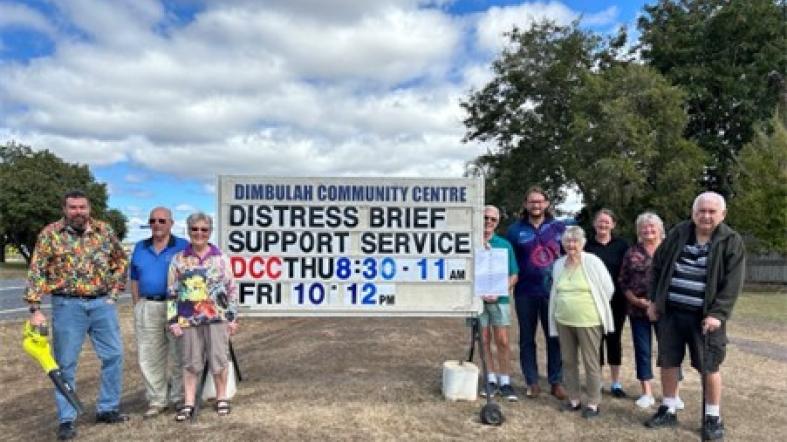 DIMBULAH COMMUNITY CENTRE
DISTRESS BRIEF
SUPPORT SERVICE
DCC THU 8:30 - 11 AM
FRI 10 - 12 PM